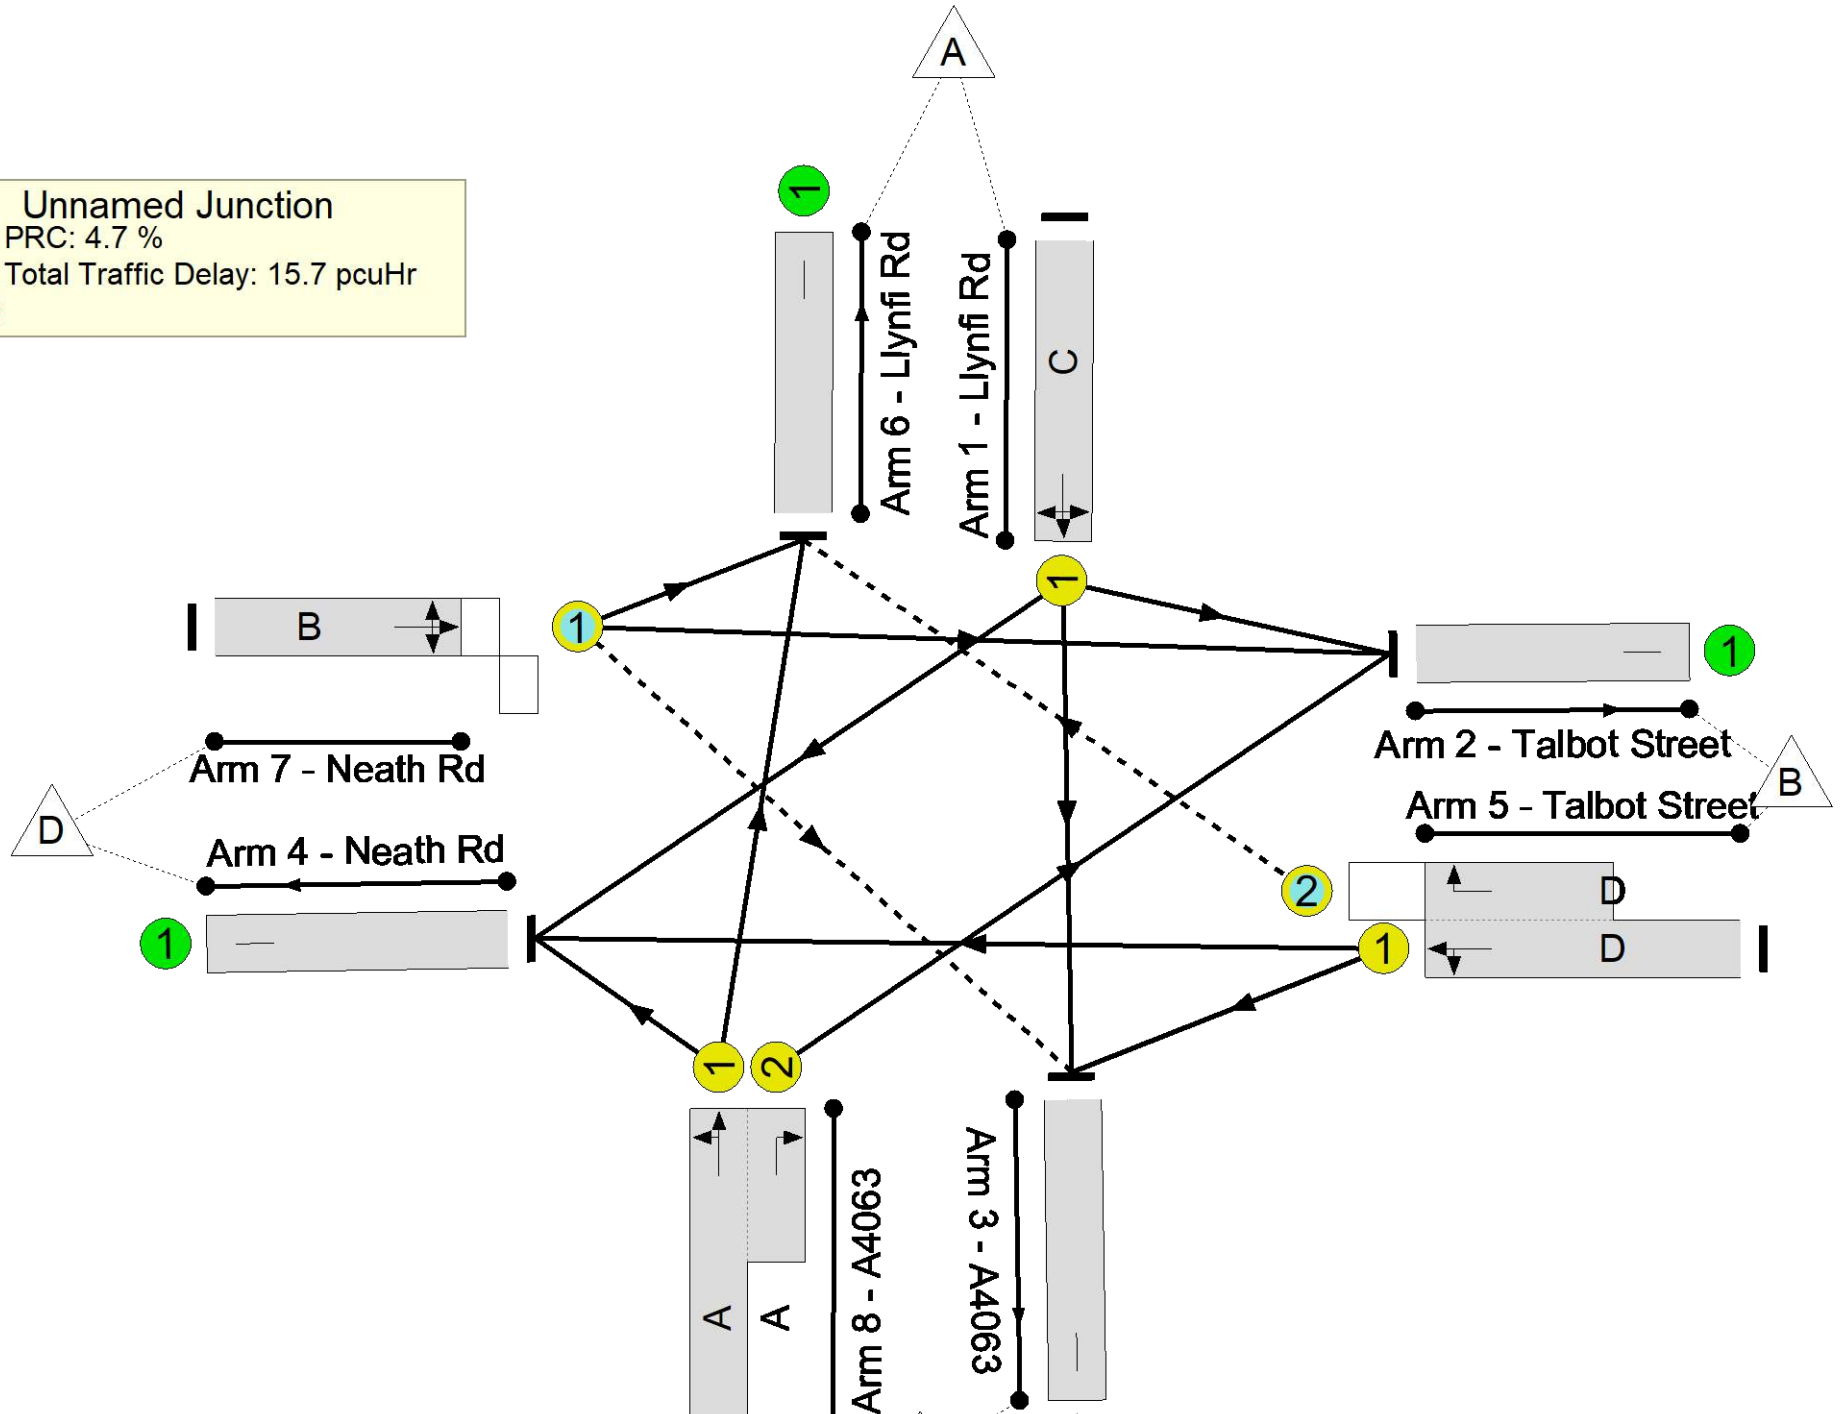 A
Unnamed Junction
PRC: 4.7 %
Total Traffic Delay: 15.7 pcuHr
1
Arm 6 - Llynfi Rd
Arm 1 - Llynfi Rd
C
1
B
1
1
Arm 7 - Neath Rd
Arm 2 - Talbot Street
B
D
Arm 4 - Neath Rd
Arm 5 - Talbot Street
2
D
1
1
D
1
2
A
A
Arm 8 - A4063
Arm 3 - A4063